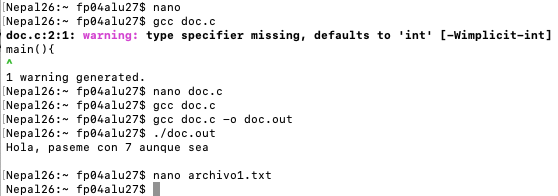 [Nepal26:~ fp04alu27$ nano
[Nepal26:~ fp04alu27$ gcc doc.c
doc.c:2:1: warning: type specifier missing, defaults to 'int' [-Wimplicit-int]
main(){
^
1 warning generated.
[Nepal26:~ fp04alu27$ nano doc.c
[Nepal26:~ fp04alu27$ gcc doc.c
[Nepal26:~ fp04alu27$ gcc doc.c -o doc.out
[Nepal26:~ fp04alu27$ ./doc.out
Hola, paseme con 7 aunque sea
[Nepal26:~ fp04alu27$ nano archivo1.txt
Nepal26:~ fp04alu27$